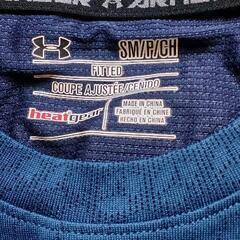 SM/P/CH
FITTED
COUPE AJUSTÉE/CEÑIDO
heatgear
MADE IN CHINA
FABRIQUÉ EN CHINE
HECHO EN CHINA